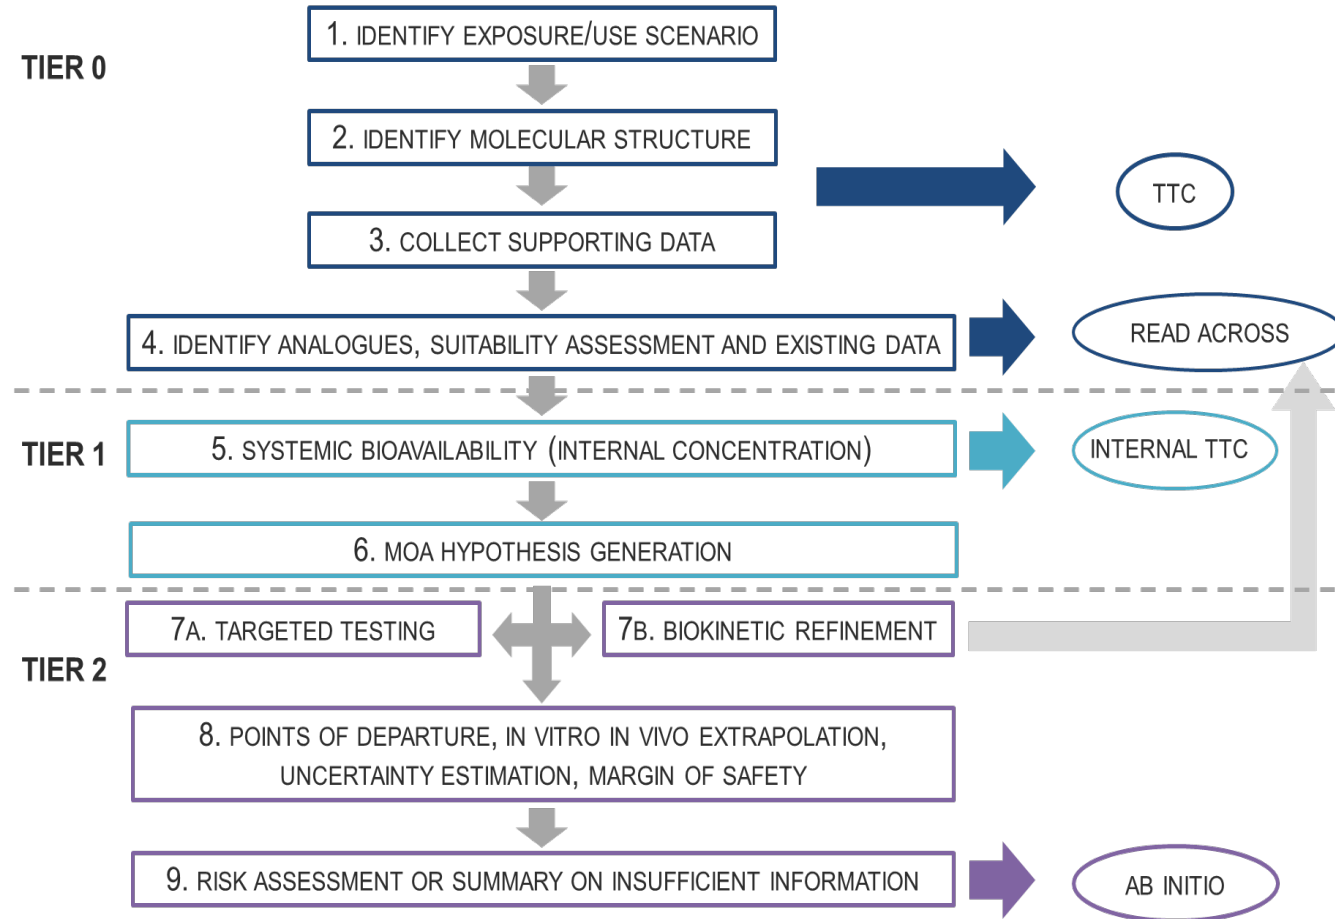 1. IDENTIFY EXPOSURE/USE SCENARIO
TIER 0
2. IDENTIFY MOLECULAR STRUCTURE
TTC
3. COLLECT SUPPORTING DATA
4. IDENTIFY ANALOGUES, SUITABILITY ASSESSMENT AND EXISTING DATA
READ ACROSS
TIER 1
5. SYSTEMIC BIOAVAILABILITY (INTERNAL CONCENTRATION)
INTERNAL TTC
6. MOA HYPOTHESIS GENERATION
7A. TARGETED TESTING
7B. BIOKINETIC REFINEMENT
TIER 2
8. POINTS OF DEPARTURE, IN VITRO IN VIVO EXTRAPOLATION,
UNCERTAINTY ESTIMATION, MARGIN OF SAFETY
9. RISK ASSESSMENT OR SUMMARY ON INSUFFICIENT INFORMATION
AB INITIO